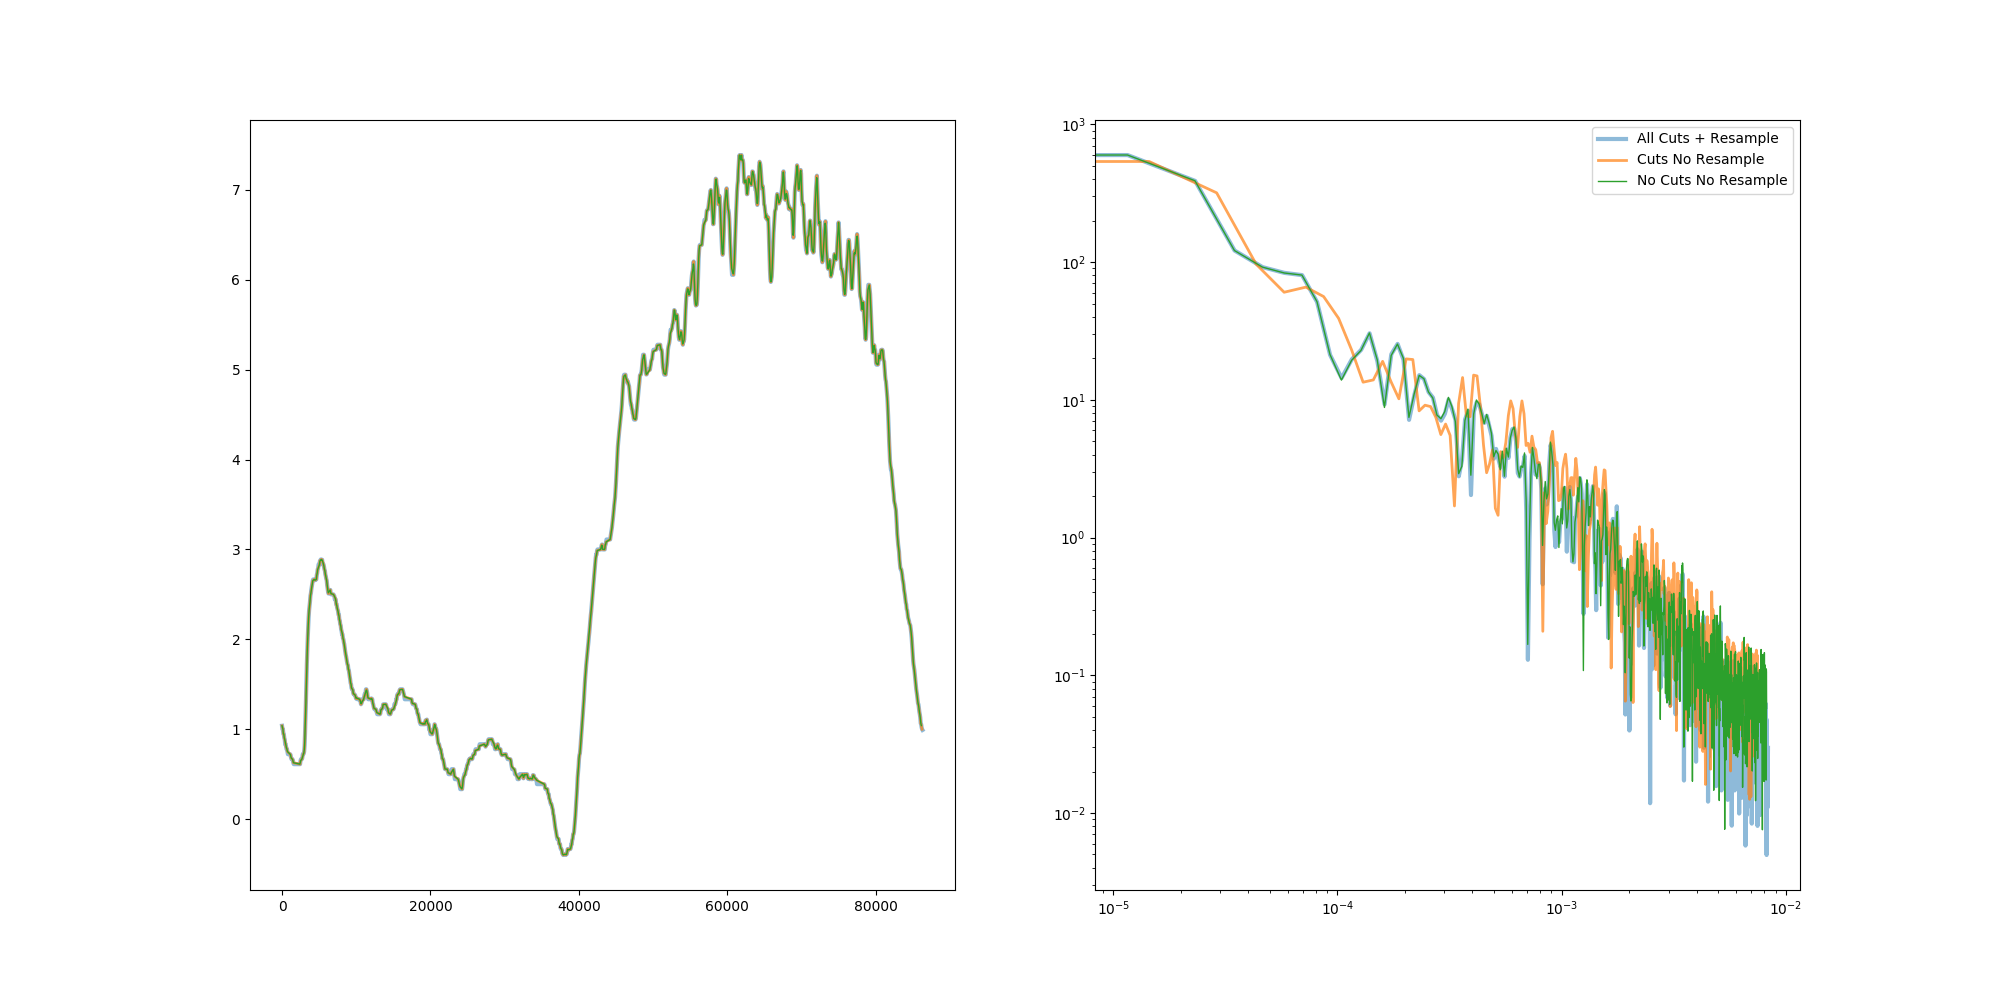 7
6
5
4
3
2
1
0
0 20000 40000 60000 80000
10³
10²
10¹
10⁰
10⁻¹
10⁻²
10⁻⁵ 10⁻⁴ 10⁻³ 10⁻²
All Cuts + Resample
Cuts No Resample
No Cuts No Resample